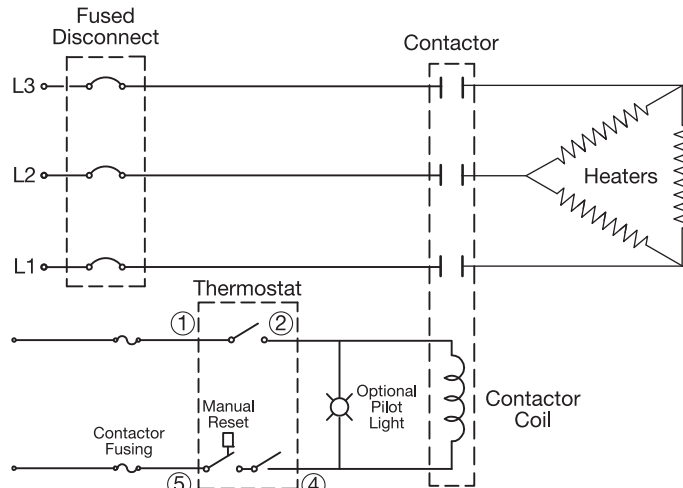 Fused
Disconnect
Contactor
L3
L2
Heaters
L1
Thermostat
① ②
Optional
Pilot
Light
Contactor
Coil
Manual
Reset
Contactor
Fusing
⑤ ④